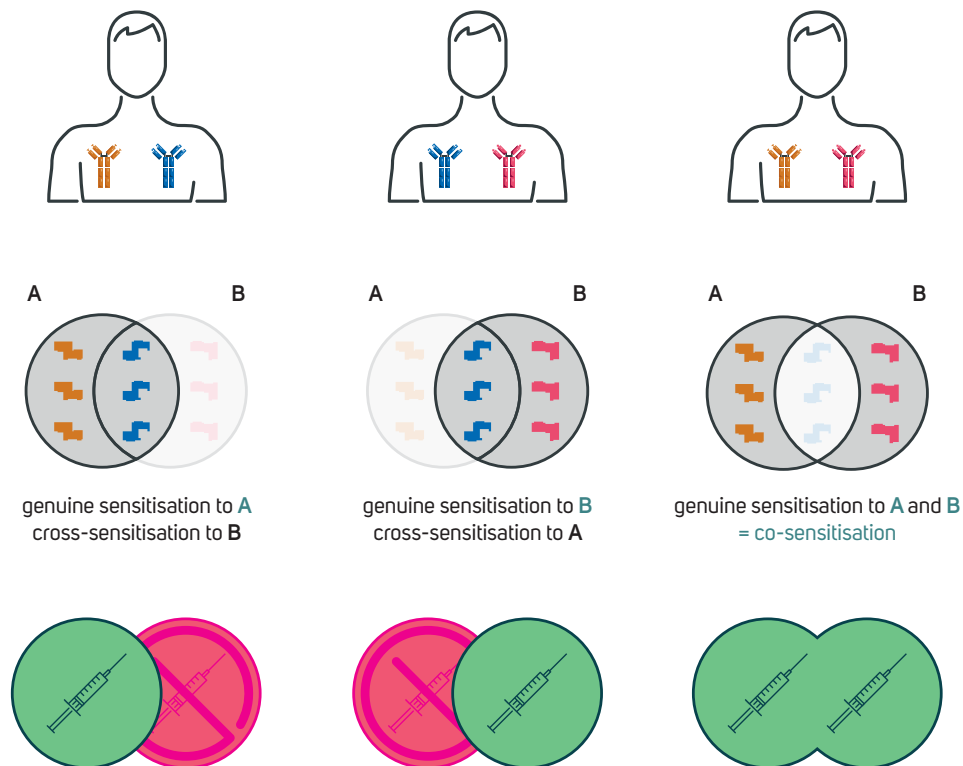 A B
A B
A B
genuine sensitisation to A
cross-sensitisation to B
genuine sensitisation to B
cross-sensitisation to A
genuine sensitisation to A and B
= co-sensitisation